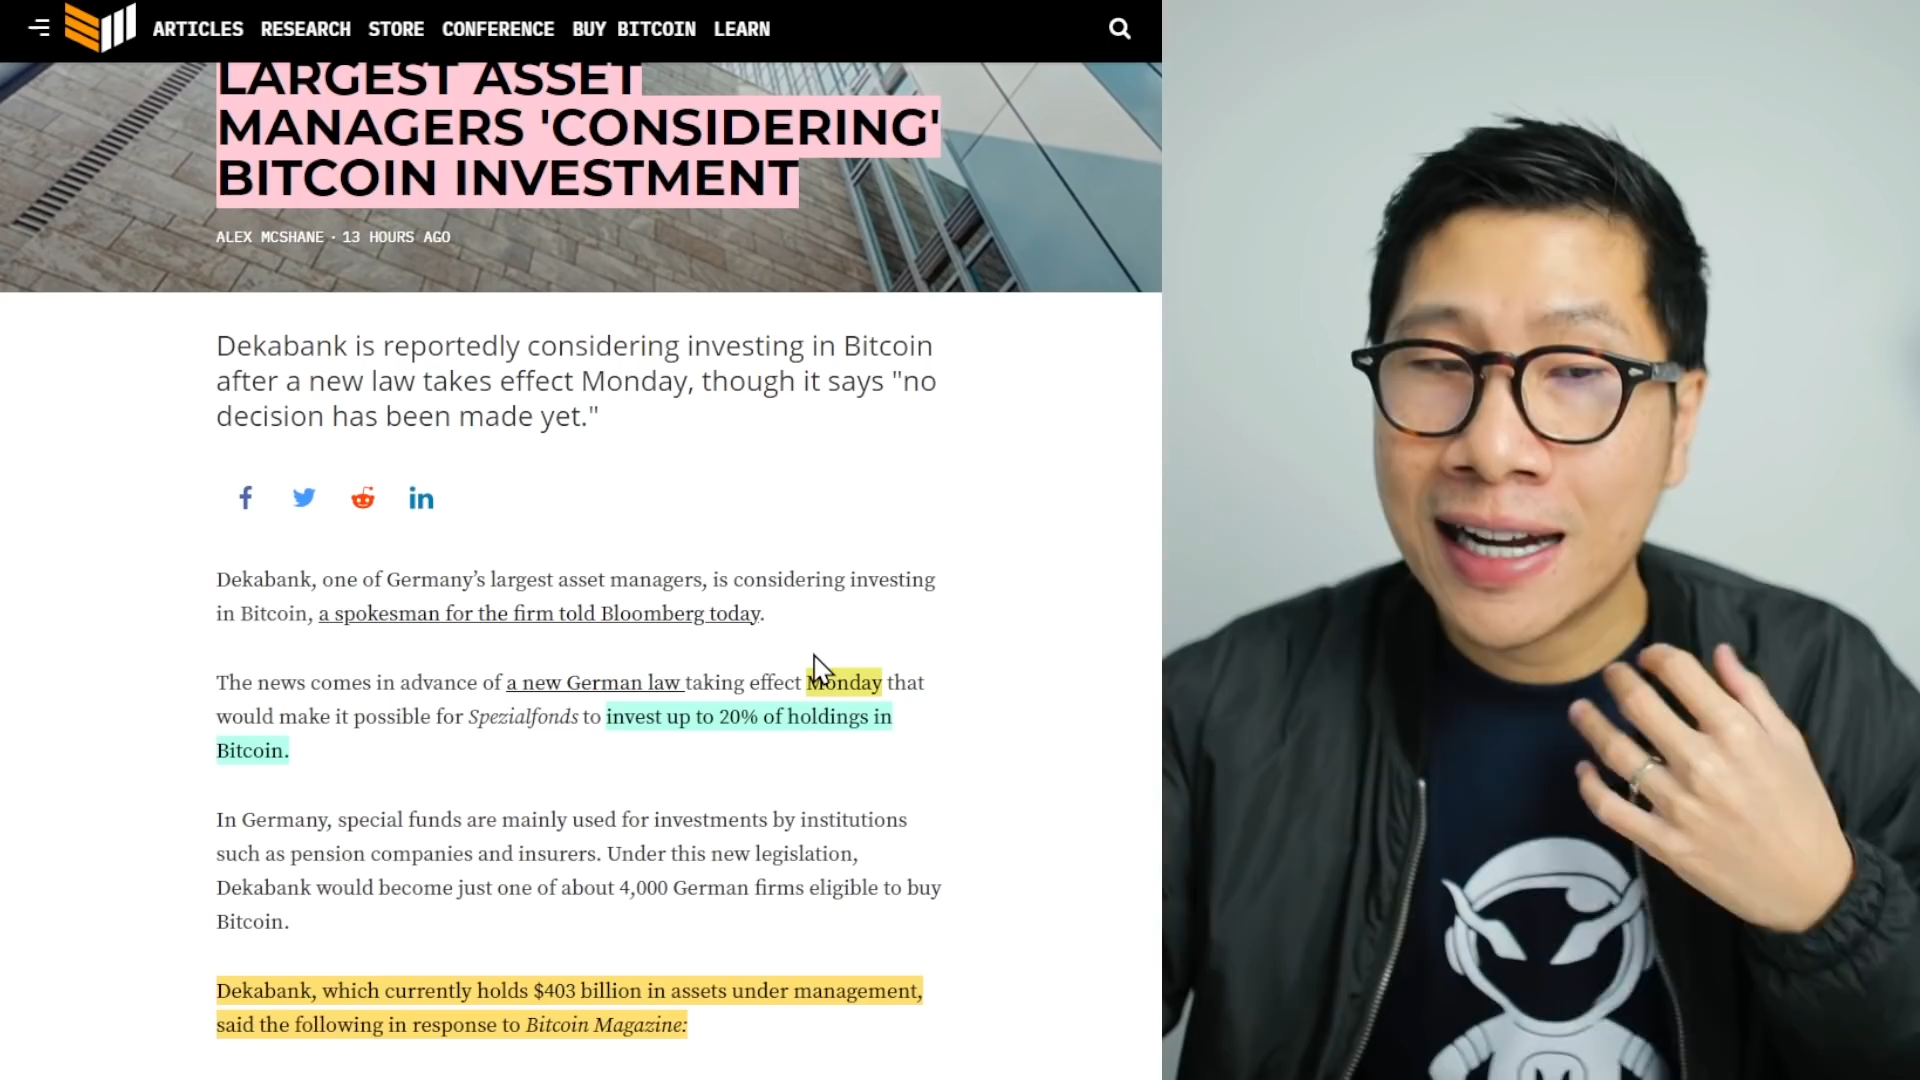 ARTICLES RESEARCH STORE CONFERENCE BUY BITCOIN LEARN
LARGEST ASSET
MANAGERS 'CONSIDERING'
BITCOIN INVESTMENT
ALEX MCSHANE · 13 HOURS AGO
Dekabank is reportedly considering investing in Bitcoin
after a new law takes effect Monday, though it says "no
decision has been made yet."
Dekabank, one of Germany’s largest asset managers, is considering investing
in Bitcoin, a spokesman for the firm told Bloomberg today.
The news comes in advance of a new German law taking effect Monday that
would make it possible for Spezialfonds to invest up to 20% of holdings in
Bitcoin.
In Germany, special funds are mainly used for investments by institutions
such as pension companies and insurers. Under this new legislation,
Dekabank would become just one of about 4,000 German firms eligible to buy
Bitcoin.
Dekabank, which currently holds $403 billion in assets under management,
said the following in response to Bitcoin Magazine: